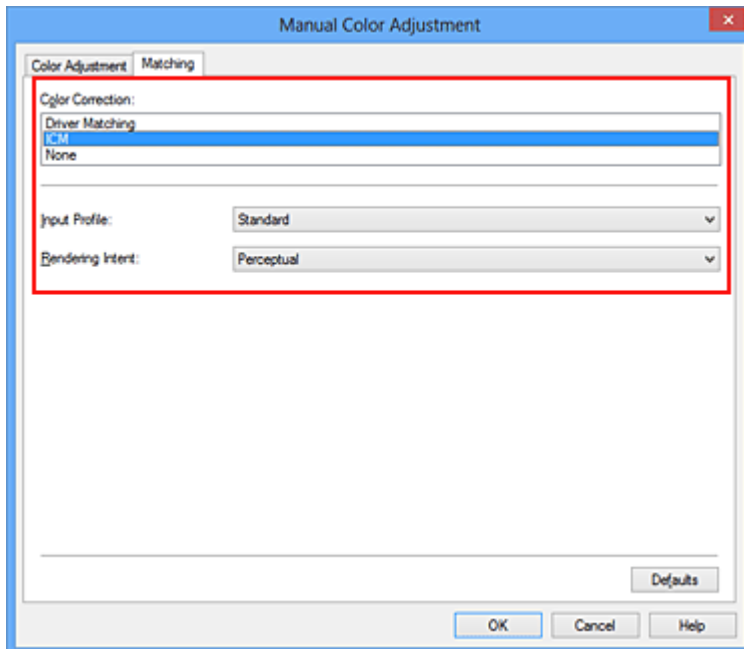 Manual Color Adjustment
Color Adjustment Matching
Color Correction:
Driver Matching
ICM
None
Input Profile: Standard
Rendering Intent: Perceptual
Defaults
OK Cancel Help